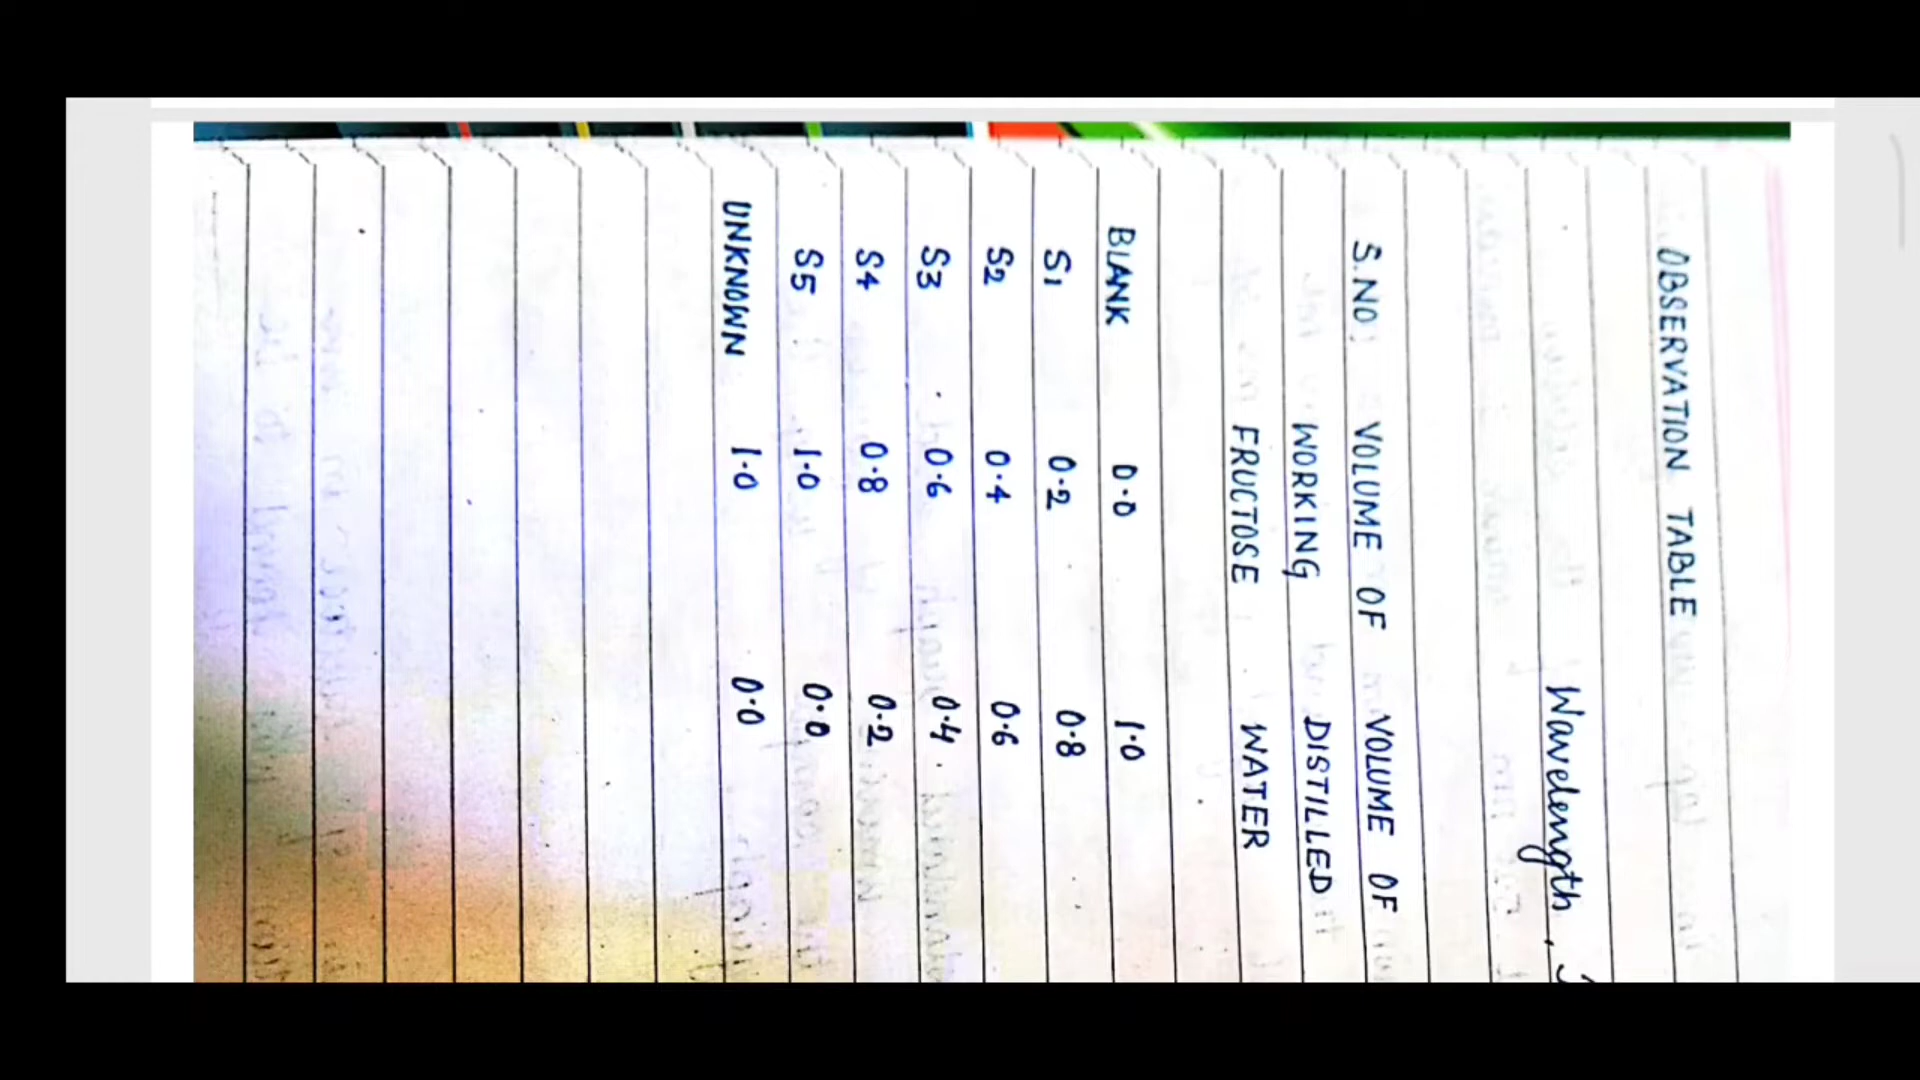 OBSERVATION TABLE
Wavelength,
S.NO. VOLUME OF VOLUME OF
WORKING DISTILLED
FRUCTOSE WATER
BLANK 0.0 1.0
S1 0.2 0.8
S2 0.4 0.6
S3 0.6 0.4
S4 0.8 0.2
S5 1.0 0.0
UNKNOWN 1.0 0.0